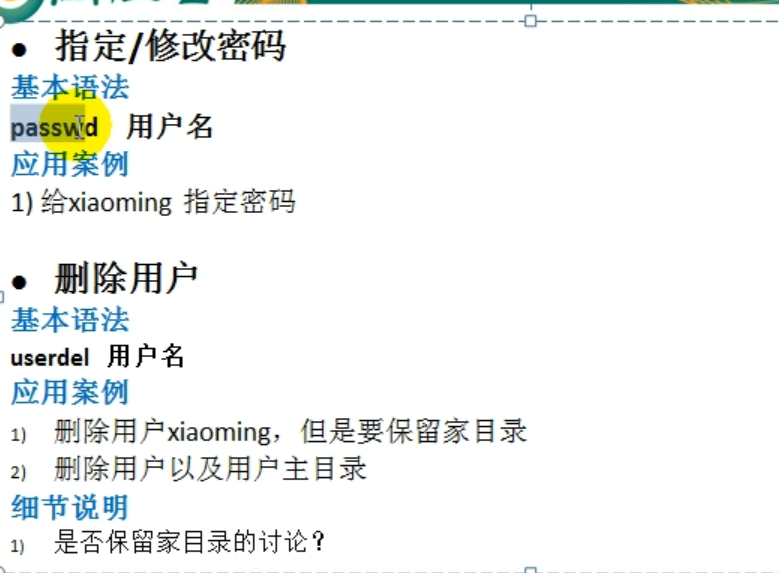 • 指定/修改密码
基本语法
passwd 用户名
应用案例
1) 给xiaoming 指定密码
• 删除用户
基本语法
userdel 用户名
应用案例
1) 删除用户xiaoming，但是要保留家目录
2) 删除用户以及用户主目录
细节说明
1) 是否保留家目录的讨论？